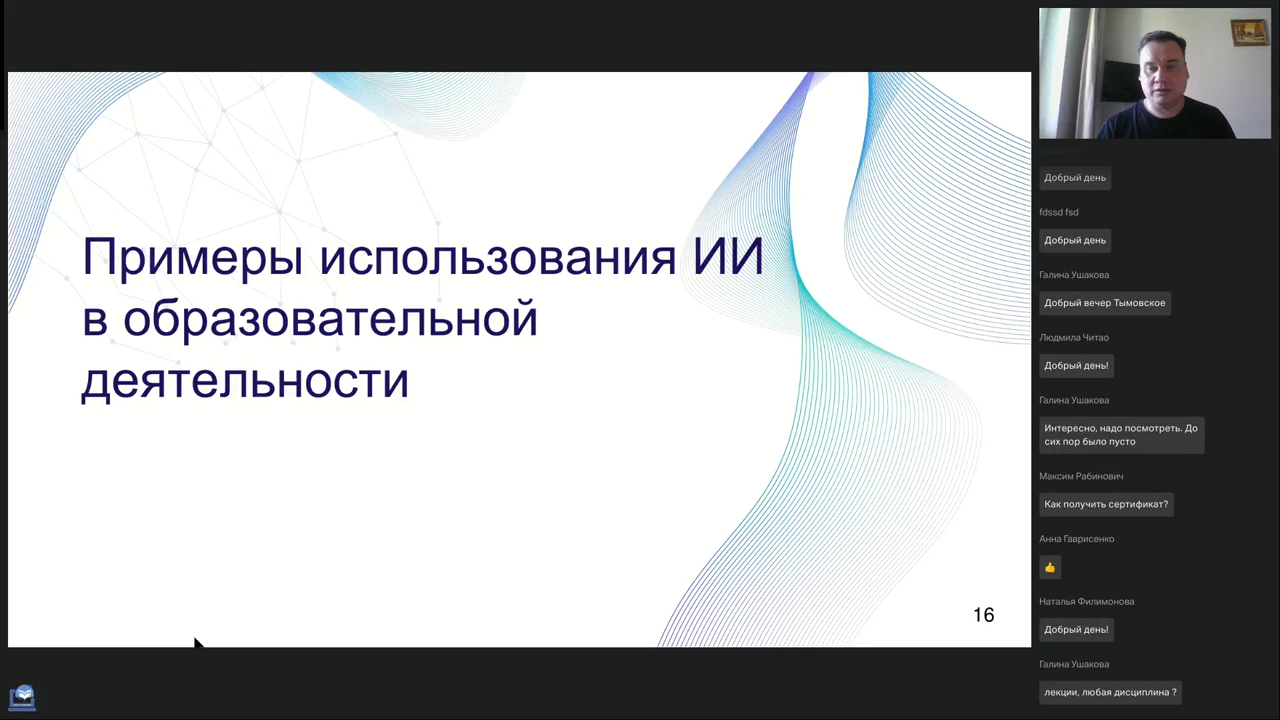 Примеры использования ИИ
в образовательной
деятельности
16
Добрый день
fdssd fsd
Добрый день
Галина Ушакова
Добрый вечер Тымовское
Людмила Читао
Добрый день!
Галина Ушакова
Интересно, надо посмотреть. До
сих пор было пусто
Максим Рабинович
Как получить сертификат?
Анна Гаврисенко
👍
Наталья Филимонова
Добрый день!
Галина Ушакова
лекции, любая дисциплина ?